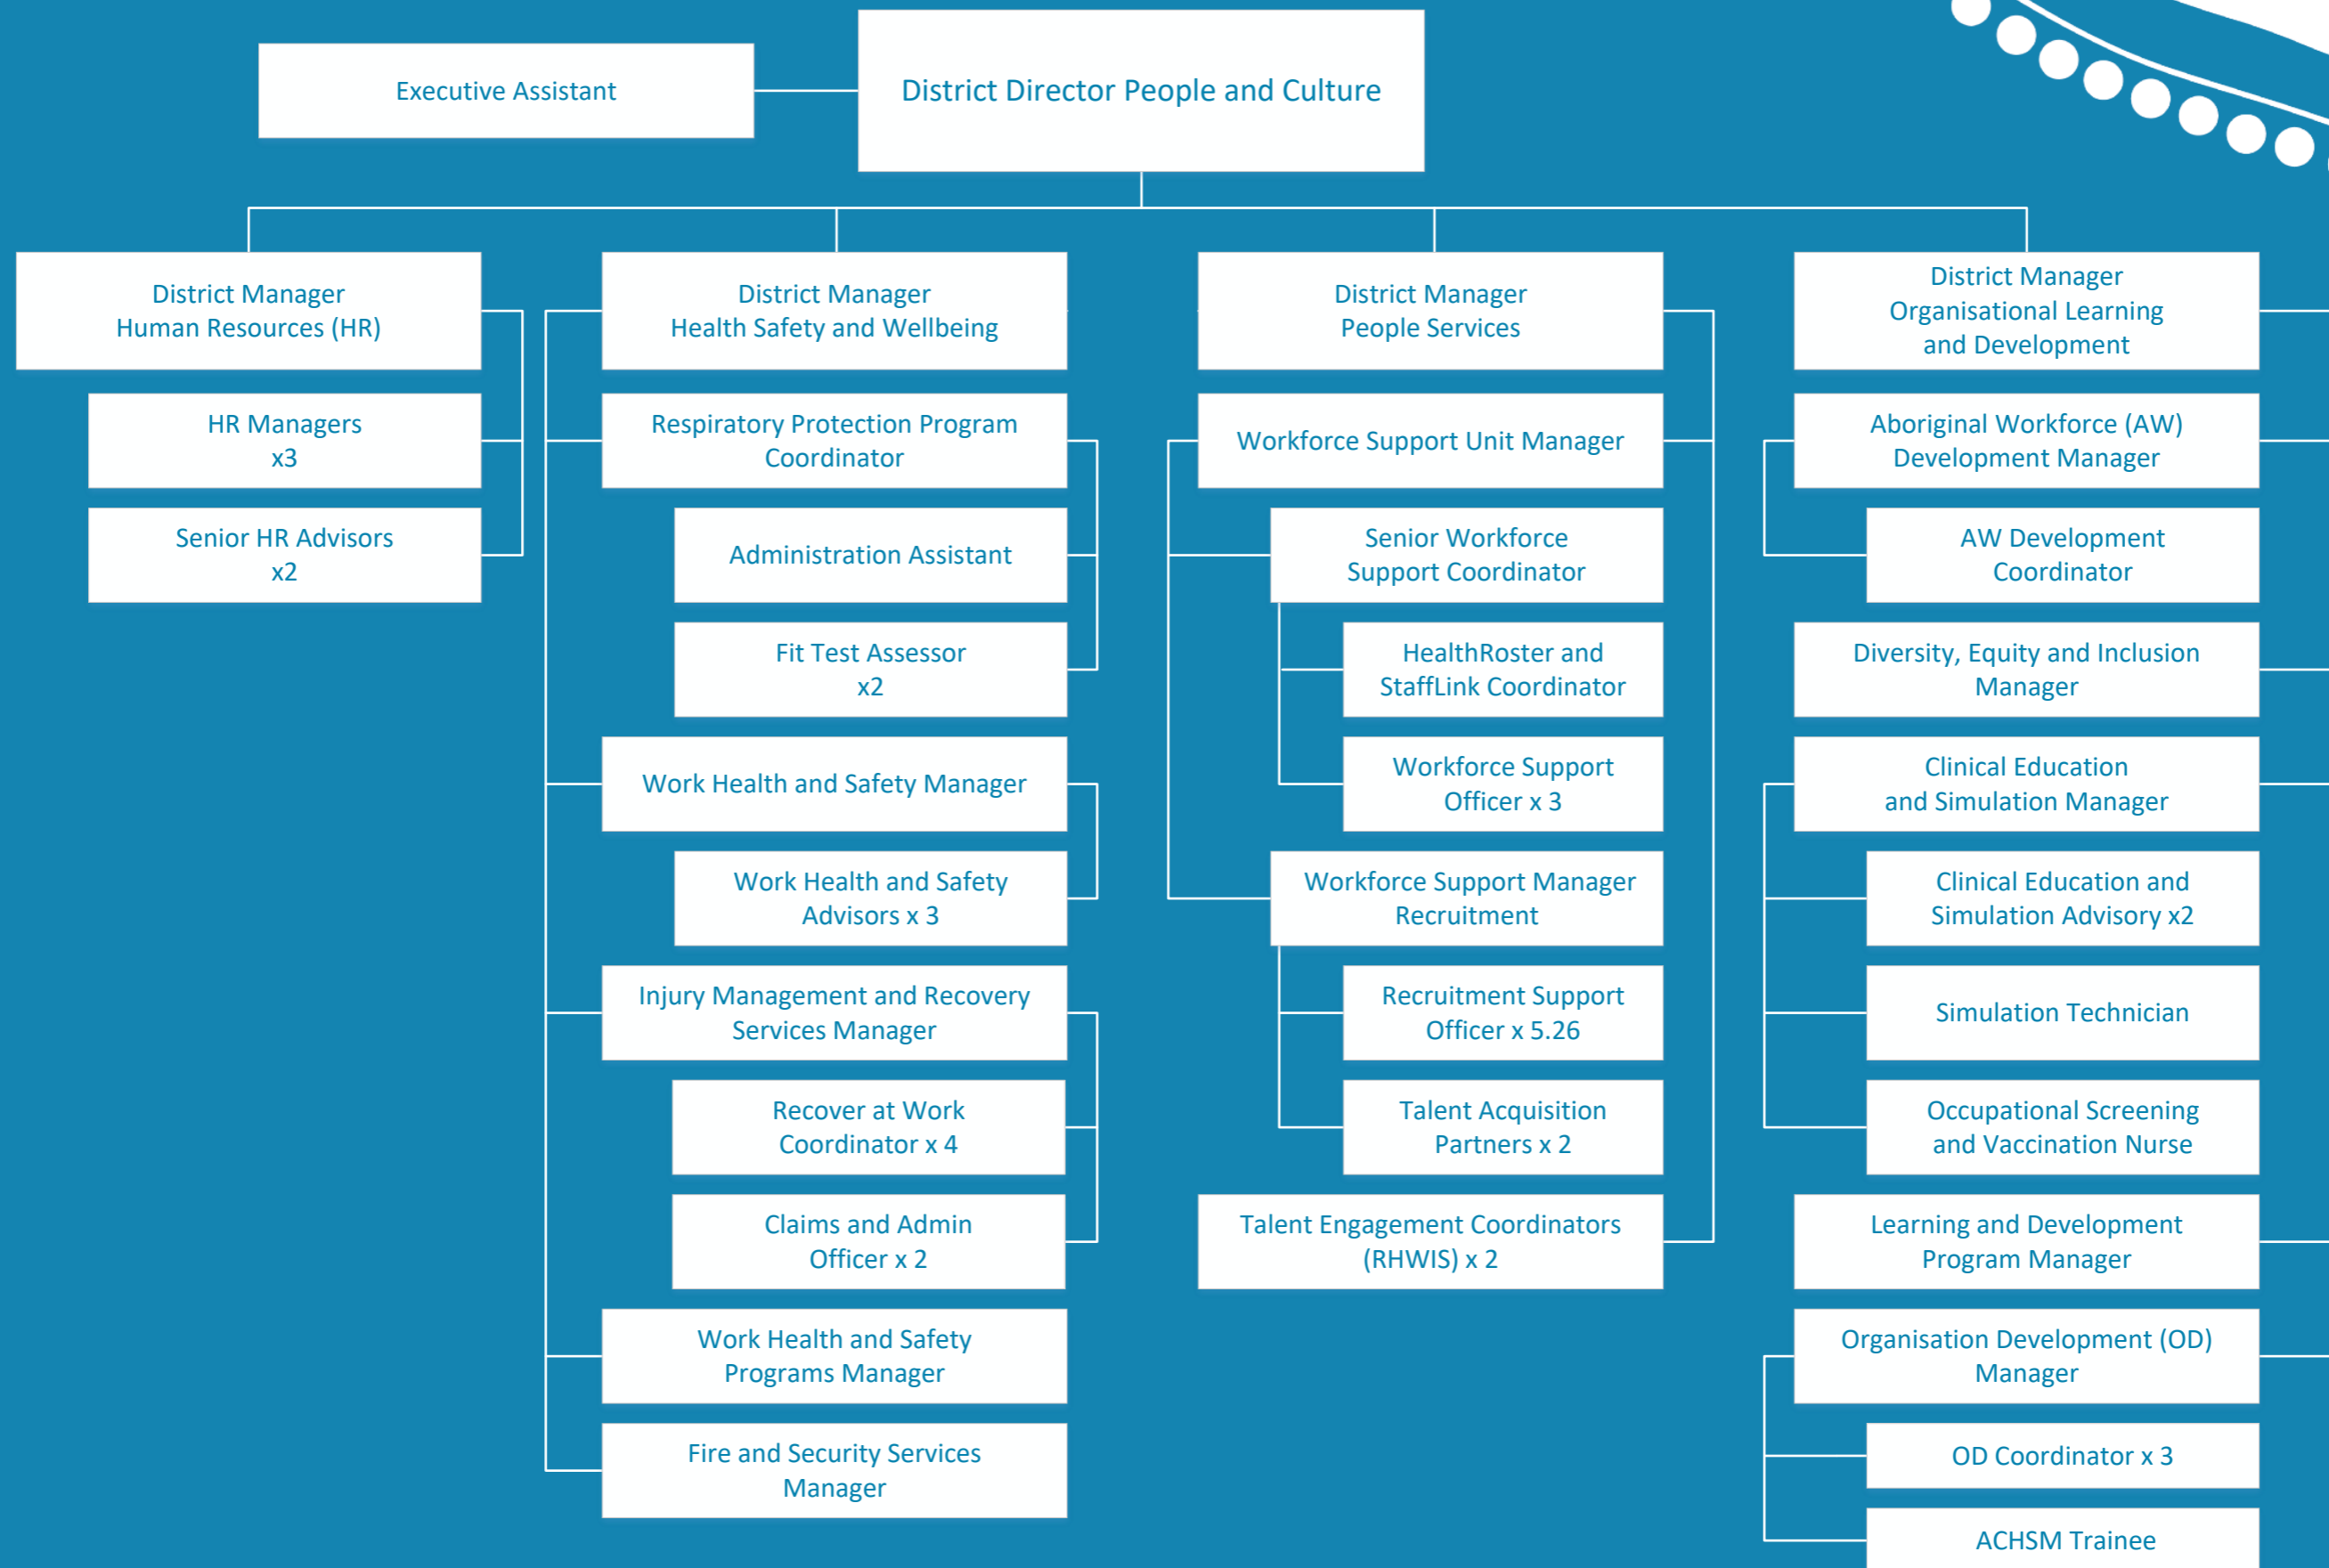 Executive Assistant
District Director People and Culture
District Manager
Human Resources (HR)
HR Managers
x3
Senior HR Advisors
x2
District Manager
Health Safety and Wellbeing
Respiratory Protection Program
Coordinator
Administration Assistant
Fit Test Assessor
x2
Work Health and Safety Manager
Work Health and Safety
Advisors x 3
Injury Management and Recovery
Services Manager
Recover at Work
Coordinator x 4
Claims and Admin
Officer x 2
Work Health and Safety
Programs Manager
Fire and Security Services
Manager
District Manager
People Services
Workforce Support Unit Manager
Senior Workforce
Support Coordinator
HealthRoster and
StaffLink Coordinator
Workforce Support
Officer x 3
Workforce Support Manager
Recruitment
Recruitment Support
Officer x 5.26
Talent Acquisition
Partners x 2
Talent Engagement Coordinators
(RHWIS) x 2
District Manager
Organisational Learning
and Development
Aboriginal Workforce (AW)
Development Manager
AW Development
Coordinator
Diversity, Equity and Inclusion
Manager
Clinical Education
and Simulation Manager
Clinical Education and
Simulation Advisory x2
Simulation Technician
Occupational Screening
and Vaccination Nurse
Learning and Development
Program Manager
Organisation Development (OD)
Manager
OD Coordinator x 3
ACHSM Trainee